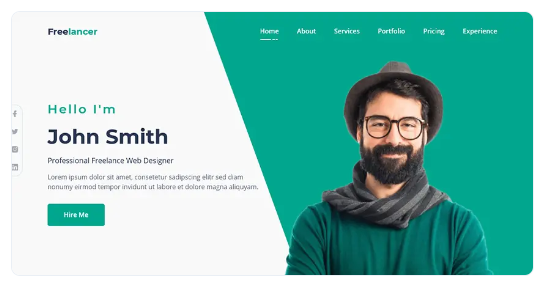 Freelancer
Home About Services Portfolio Pricing Experience
Hello I'm
John Smith
Professional Freelance Web Designer
Lorem ipsum dolor sit amet, consetetur sadipscing elitr sed diam
nonumy eirmod tempor invidunt ut labore et dolore magna aliquyam.
Hire Me